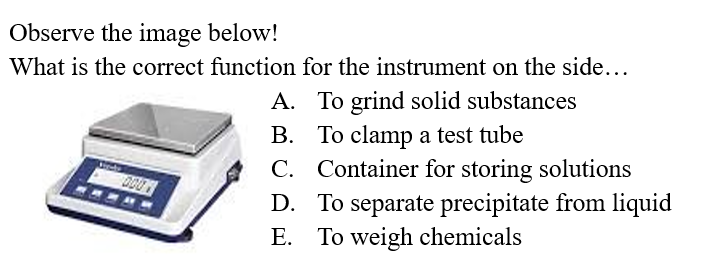 Observe the image below!
What is the correct function for the instrument on the side…
A. To grind solid substances
B. To clamp a test tube
C. Container for storing solutions
D. To separate precipitate from liquid
E. To weigh chemicals